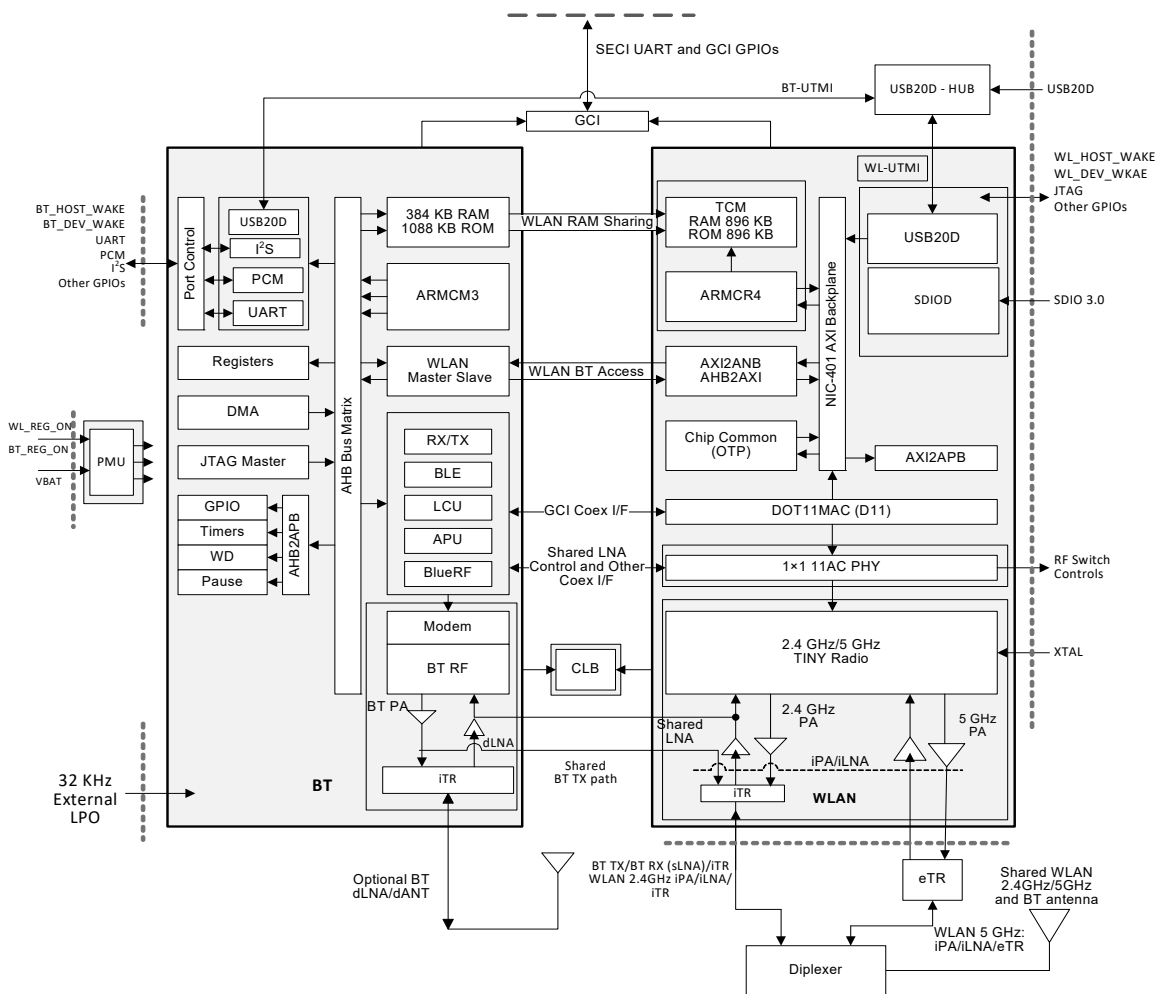 SECI UART and GCI GPIOs
BT-UTMI
USB20D - HUB
USB20D
GCI
WL-UTMI
WL_HOST_WAKE
WL_DEV_WKAE
JTAG
Other GPIOs
BT_HOST_WAKE
BT_DEV_WAKE
UART
PCM
I²S
Other GPIOs
Port Control
USB20D
I²S
PCM
UART
AHB Bus Matrix
384 KB RAM
1088 KB ROM
WLAN RAM Sharing
TCM
RAM 896 KB
ROM 896 KB
NIC-401 AXI Backplane
USB20D
ARMCM3
ARMCR4
SDIOD
SDIO 3.0
Registers
WLAN
Master Slave
WLAN BT Access
AXI2ANB
AHB2AXI
DMA
WL_REG_ON
BT_REG_ON
VBAT
PMU
JTAG Master
RX/TX
BLE
LCU
APU
BlueRF
Chip Common
(OTP)
AXI2APB
GPIO
Timers
WD
Pause
AHB2APB
GCI Coex I/F
DOT11MAC (D11)
Shared LNA
Control and Other
Coex I/F
1×1 11AC PHY
RF Switch
Controls
Modem
BT RF
CLB
2.4 GHz/5 GHz
TINY Radio
XTAL
BT PA
dLNA
Shared
LNA
2.4 GHz
PA
5 GHz
PA
Shared
BT TX path
iPA/iLNA
iTR
iTR
BT
WLAN
32 KHz
External
LPO
Optional BT
dLNA/dANT
BT TX/BT RX (sLNA)/iTR
WLAN 2.4GHz iPA/iLNA/
iTR
eTR
Shared WLAN
2.4GHz/5GHz
and BT antenna
WLAN 5 GHz:
iPA/iLNA/eTR
Diplexer